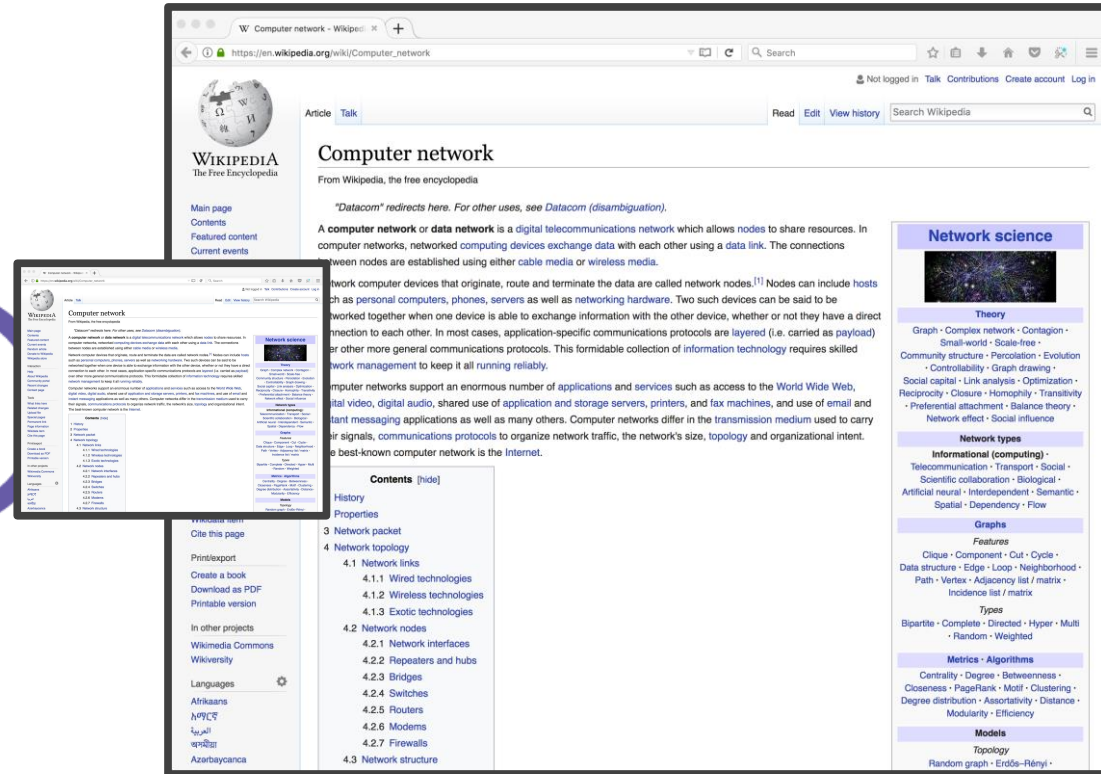 W Computer network - Wikiped
https://en.wikipedia.org/wiki/Computer_network
Search
Not logged in Talk Contributions Create account Log in
WIKIPEDIA
The Free Encyclopedia
Article Talk
Read Edit View history Search Wikipedia
Main page
Contents
Featured content
Current events
Wikidata item
Cite this page
Print/export
Create a book
Download as PDF
Printable version
In other projects
Wikimedia Commons
Wikiversity
Languages
Afrikaans
አማርኛ
العربية
অসমীয়া
Azərbaycanca
Computer network
From Wikipedia, the free encyclopedia
"Datacom" redirects here. For other uses, see Datacom (disambiguation).
A computer network or data network is a digital telecommunications network which allows nodes to share resources. In
computer networks, networked computing devices exchange data with each other using a data link. The connections
between nodes are established using either cable media or wireless media.
computer devices that originate, route and terminate the data are called network nodes.[1] Nodes can include hosts
as personal computers, phones, servers as well as networking hardware. Two such devices can be said to be
together when one device is able to exchange information with the other device, whether or not they have a direct
to each other. In most cases, application-specific communications protocols are layered (i.e. carried as payload)
other more general communications protocols. This formidable collection of information technology requires skilled
management to keep it all running reliably.
networks support an enormous number of applications and services such as access to the World Wide Web,
video, digital audio, shared use of application and storage servers, printers, and fax machines, and use of email and
messaging applications as well as many others. Computer networks differ in the transmission medium used to carry
signals, communications protocols to organize network traffic, the network's size, topology and organizational intent.
best-known computer network is the Internet.
Contents [hide]
History
Properties
3 Network packet
4 Network topology
4.1 Network links
4.1.1 Wired technologies
4.1.2 Wireless technologies
4.1.3 Exotic technologies
4.2 Network nodes
4.2.1 Network interfaces
4.2.2 Repeaters and hubs
4.2.3 Bridges
4.2.4 Switches
4.2.5 Routers
4.2.6 Modems
4.2.7 Firewalls
4.3 Network structure
Network science
Theory
Graph · Complex network · Contagion ·
Small-world · Scale-free ·
Community structure · Percolation · Evolution
· Controllability · Graph drawing ·
Social capital · Link analysis · Optimization ·
Reciprocity · Closure · Homophily · Transitivity
· Preferential attachment · Balance theory ·
Network effect · Social influence
Network types
Informational (computing) ·
Telecommunication · Transport · Social ·
Scientific collaboration · Biological ·
Artificial neural · Interdependent · Semantic ·
Spatial · Dependency · Flow
Graphs
Features
Clique · Component · Cut · Cycle ·
Data structure · Edge · Loop · Neighborhood ·
Path · Vertex · Adjacency list / matrix ·
Incidence list / matrix
Types
Bipartite · Complete · Directed · Hyper · Multi
· Random · Weighted
Metrics · Algorithms
Centrality · Degree · Betweenness ·
Closeness · PageRank · Motif · Clustering ·
Degree distribution · Assortativity · Distance ·
Modularity · Efficiency
Models
Topology
Random graph · Erdős–Rényi ·